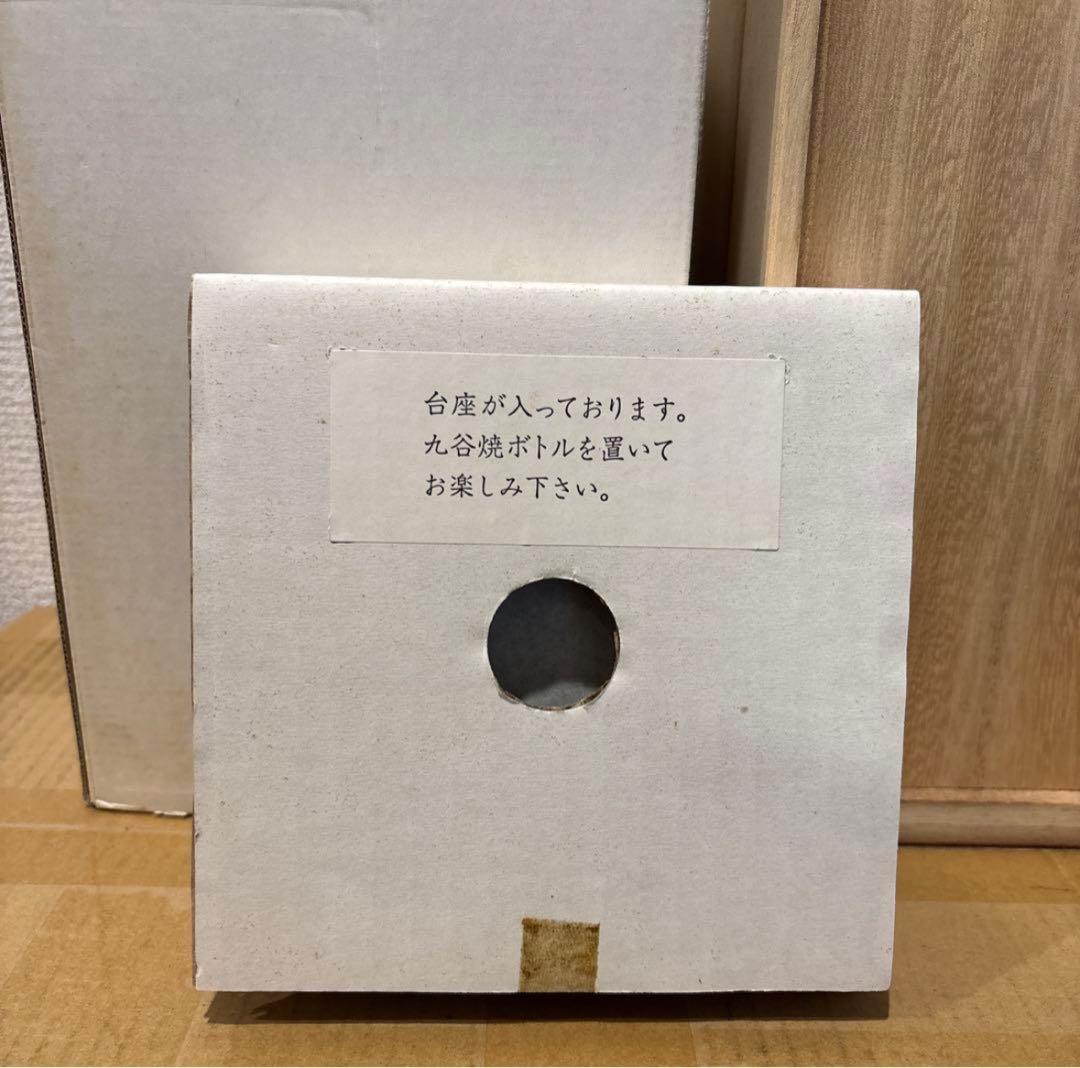 台座が入っております。
九谷焼ボトルを置いて
お楽しみ下さい。